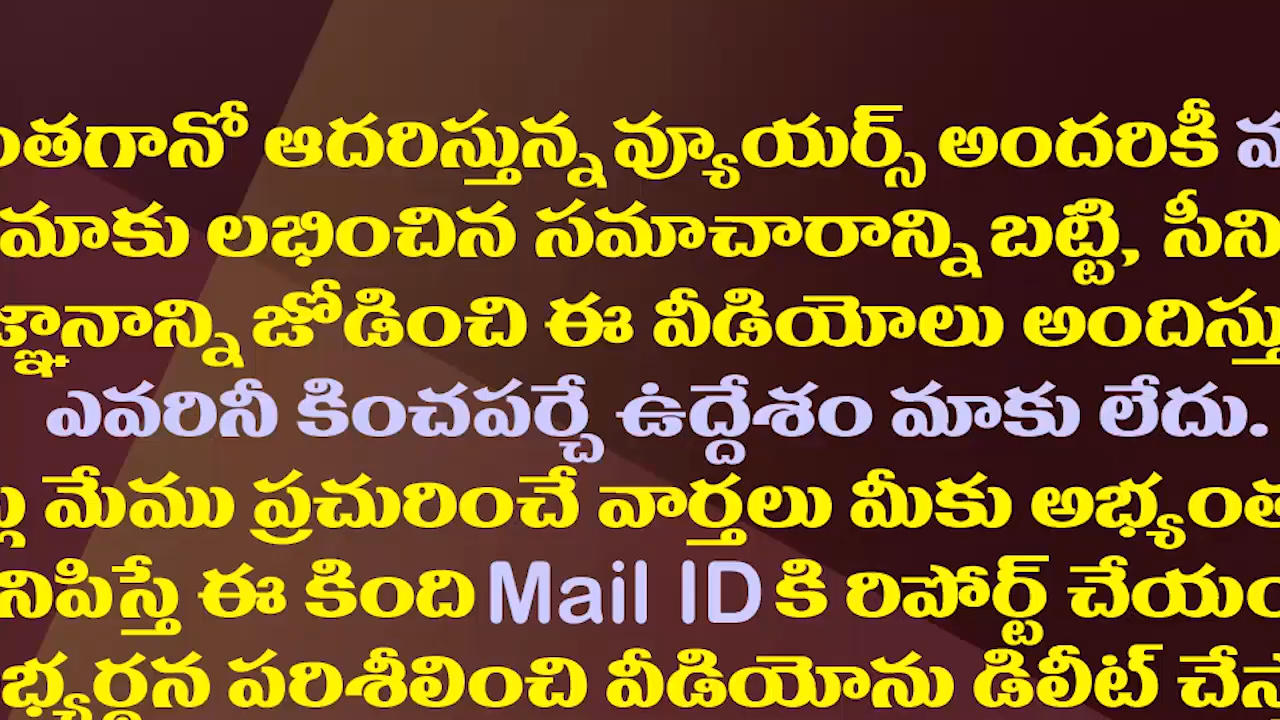 ంతగానో ఆదరిస్తున్న వ్యూయర్స్ అందరికీ
మాకు లభించిన సమాచారాన్ని బట్టి, సీని
జ్ఞానాన్ని జోడించి ఈ వీడియోలు అందిస్తు
ఎవరినీ కించపర్చే ఉద్దేశం మాకు లేదు.
మేము ప్రచురించే వార్తలు మీకు అభ్యంత
నిపిస్తే ఈ కింది Mail ID కి రిపోర్ట్ చేయం
భ్యర్థన పరిశీలించి వీడియోను డిలీట్ చేస